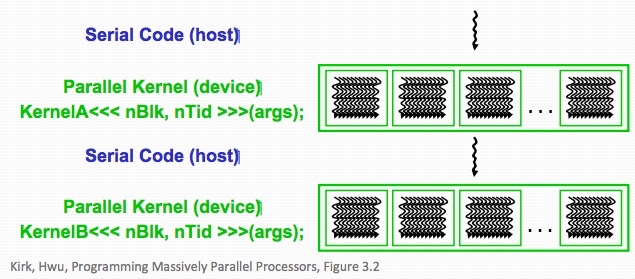 Serial Code (host)
Parallel Kernel (device)
KernelA<<< nBlk, nTid >>>(args);
...
Serial Code (host)
Parallel Kernel (device)
KernelB<<< nBlk, nTid >>>(args);
...
Kirk, Hwu, Programming Massively Parallel Processors, Figure 3.2